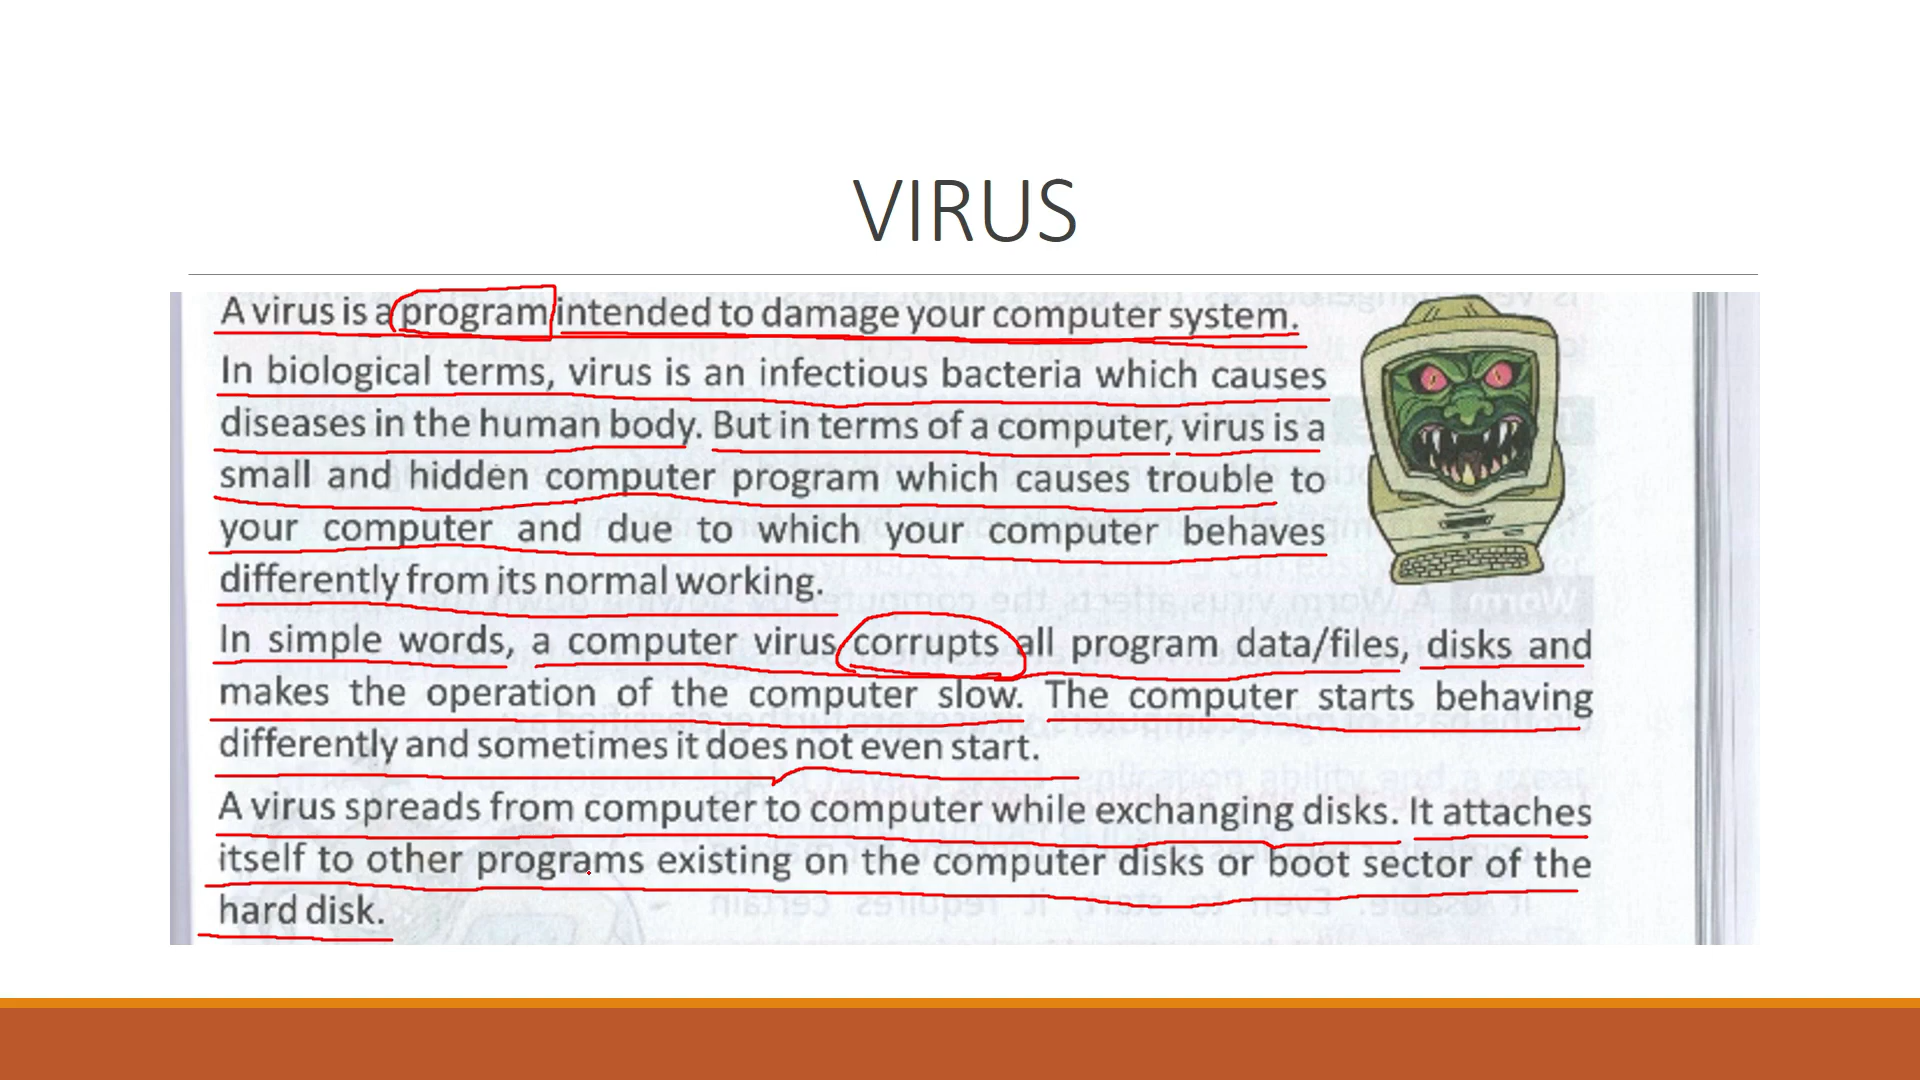 VIRUS
A virus is a program intended to damage your computer system.
In biological terms, virus is an infectious bacteria which causes
diseases in the human body. But in terms of a computer, virus is a
small and hidden computer program which causes trouble to
your computer and due to which your computer behaves
differently from its normal working.
In simple words, a computer virus corrupts all program data/files, disks and
makes the operation of the computer slow. The computer starts behaving
differently and sometimes it does not even start.
A virus spreads from computer to computer while exchanging disks. It attaches
itself to other programs existing on the computer disks or boot sector of the
hard disk.